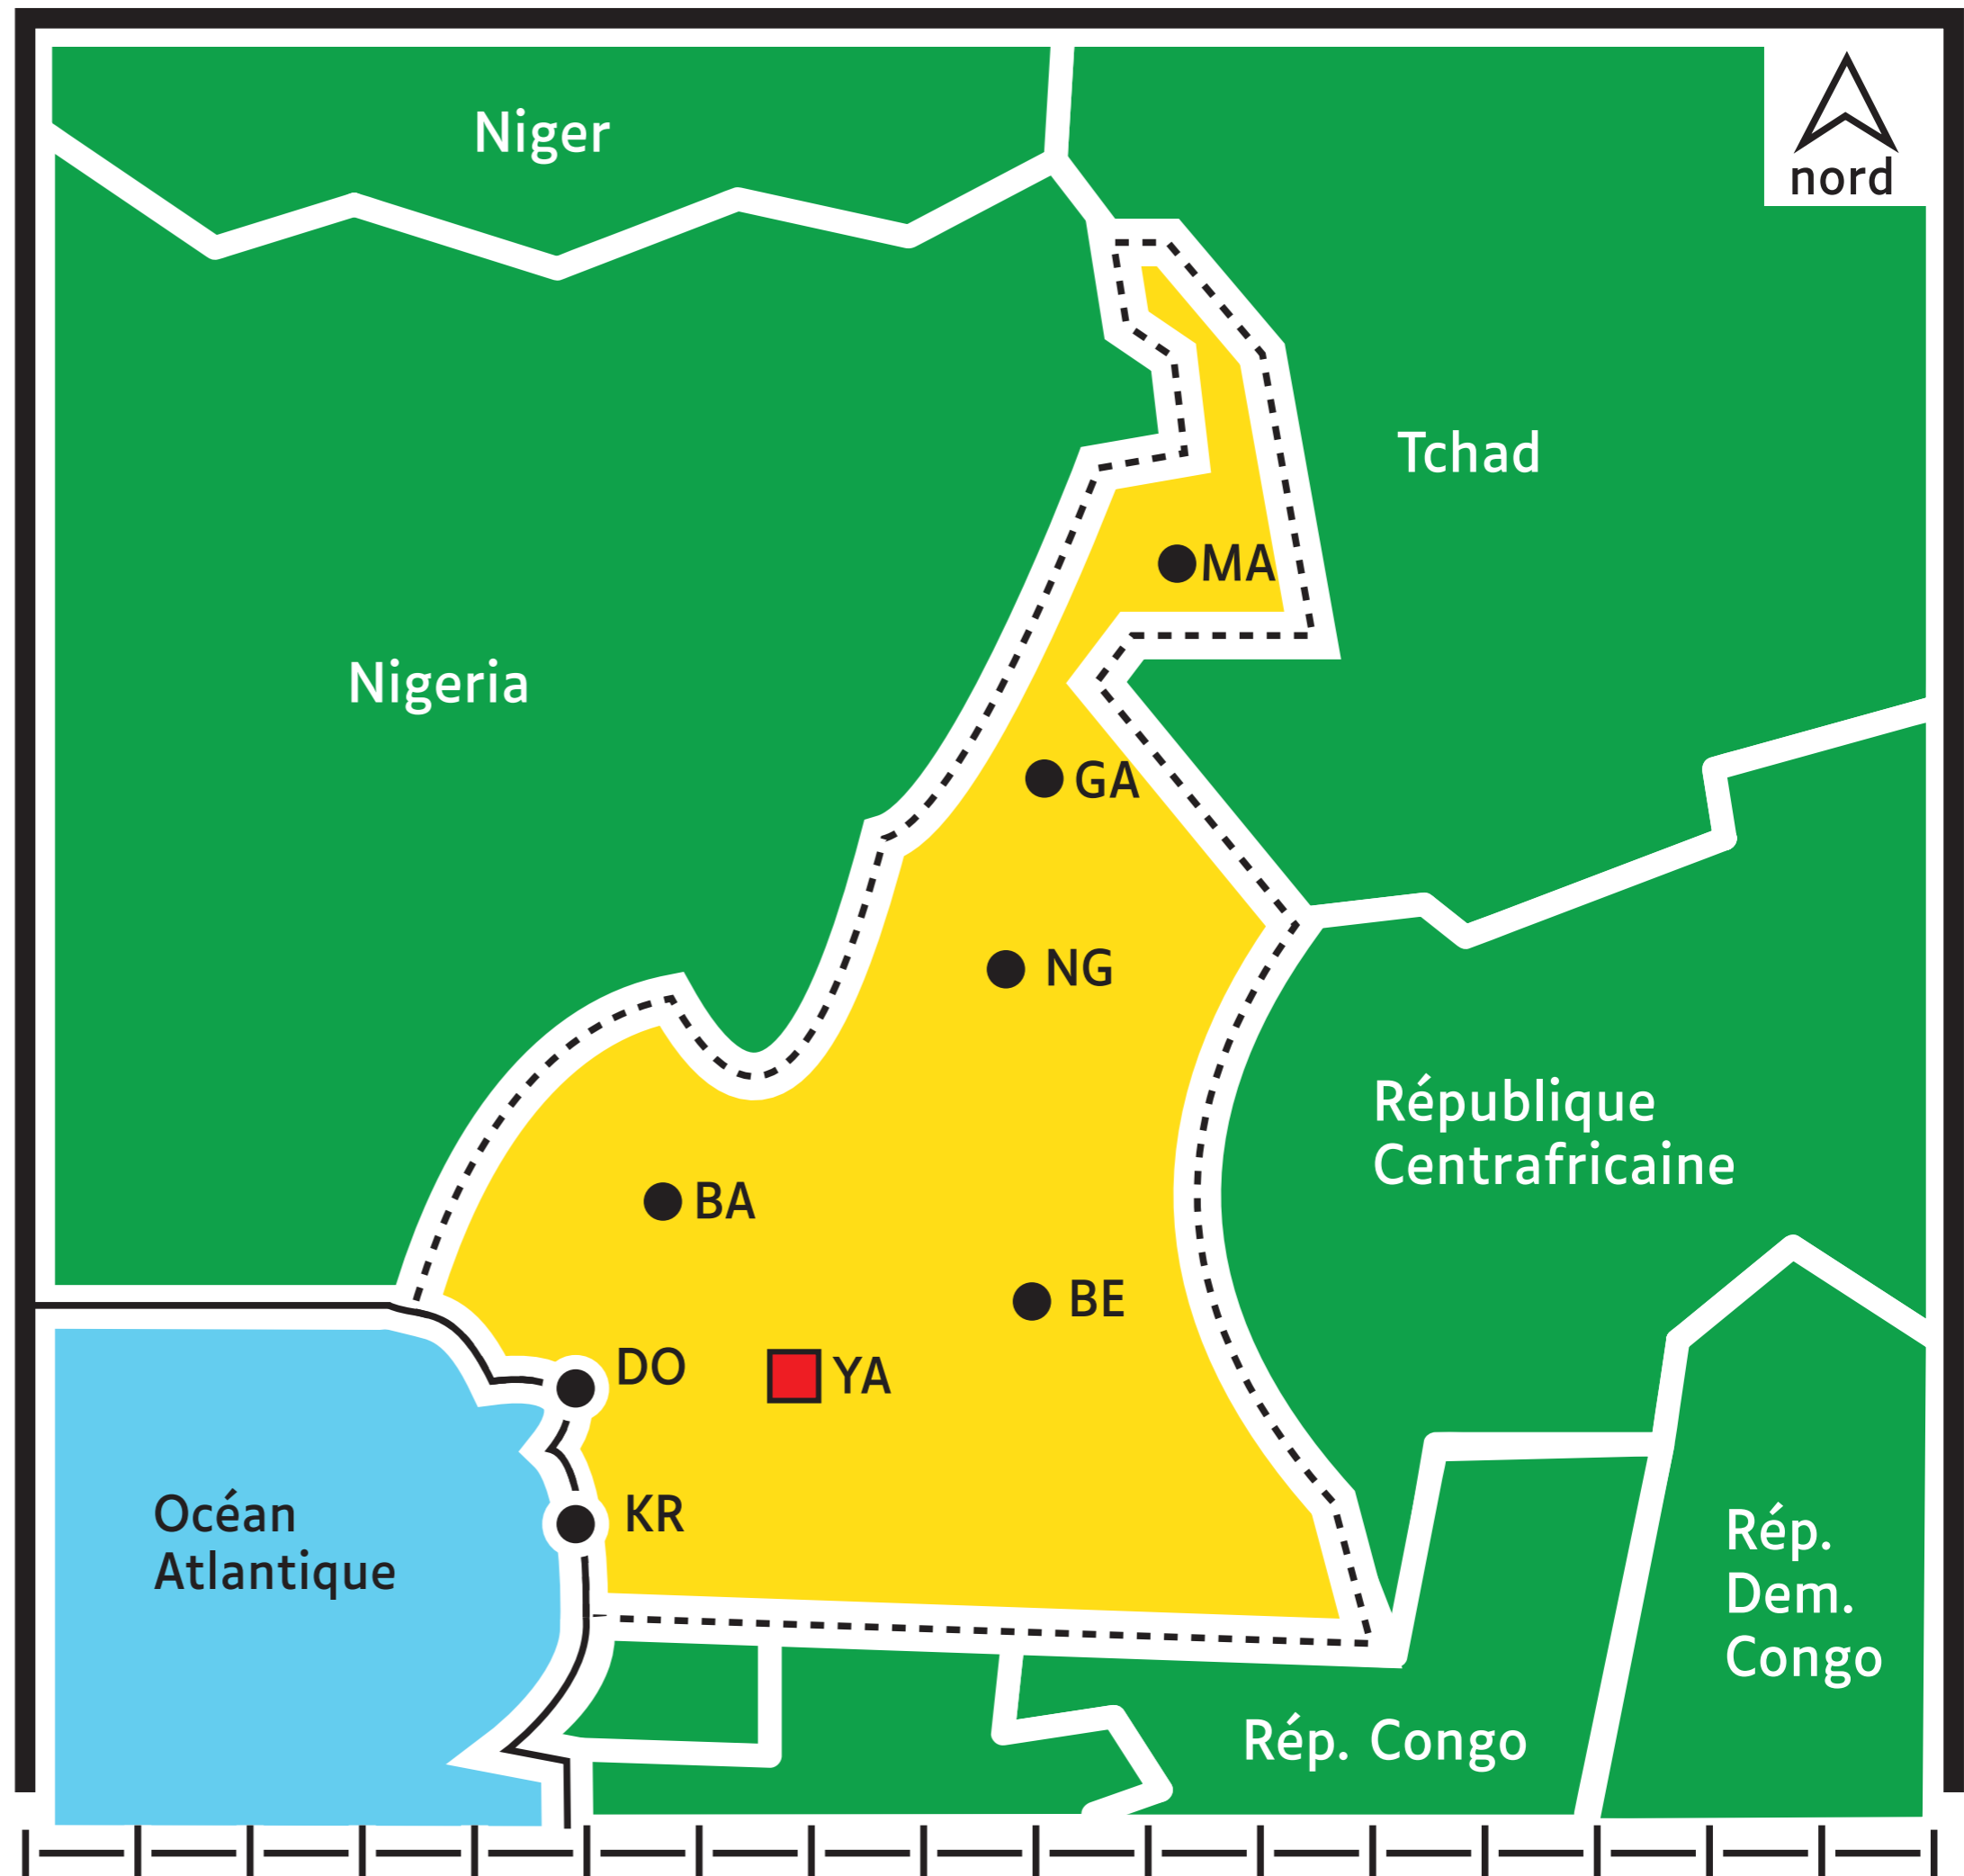 Niger
nord
Tchad
MA
Nigeria
GA
NG
République
Centrafricaine
BA
BE
DO
YA
Océan
Atlantique
KR
Rép.
Dem.
Congo
Rép. Congo